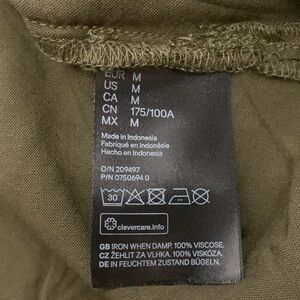 EUR M
US M
CA M
CN 175/100A
MX M
Made in Indonesia
Fabriqué en Indonésie
Hecho en Indonesia
O/N 209497
P/N 0750694 0
30
clevercare.info
GB IRON WHEN DAMP. 100% VISCOSE.
CZ ŽEHLIT ZA VLHKA. 100% VISKÓZA.
DE IN FEUCHTEM ZUSTAND BÜGELN.